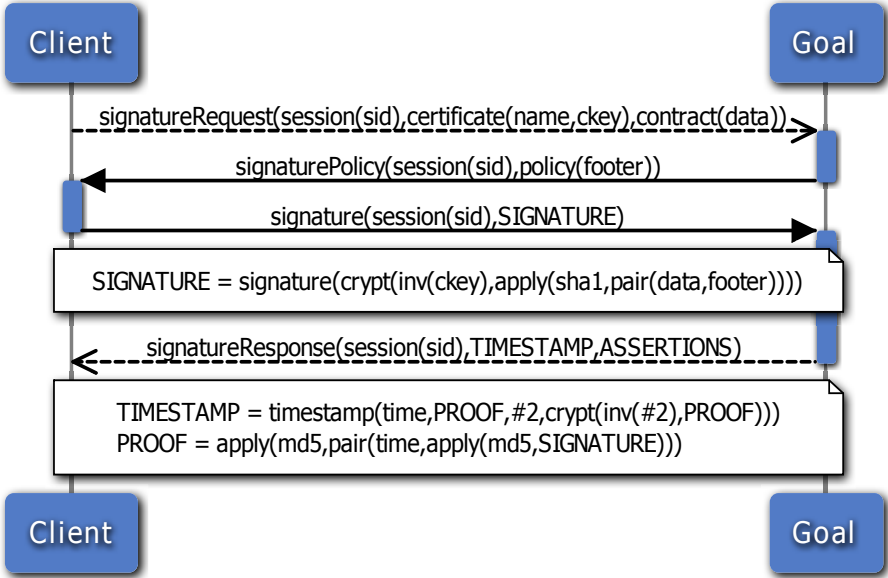 Client
Goal
signatureRequest(session(sid),certificate(name,ckey),contract(data))
signaturePolicy(session(sid),policy(footer))
signature(session(sid),SIGNATURE)
SIGNATURE = signature(crypt(inv(ckey),apply(sha1,pair(data,footer))))
signatureResponse(session(sid),TIMESTAMP,ASSERTIONS)
TIMESTAMP = timestamp(time,PROOF,#2,crypt(inv(#2),PROOF)))
PROOF = apply(md5,pair(time,apply(md5,SIGNATURE)))
Client
Goal